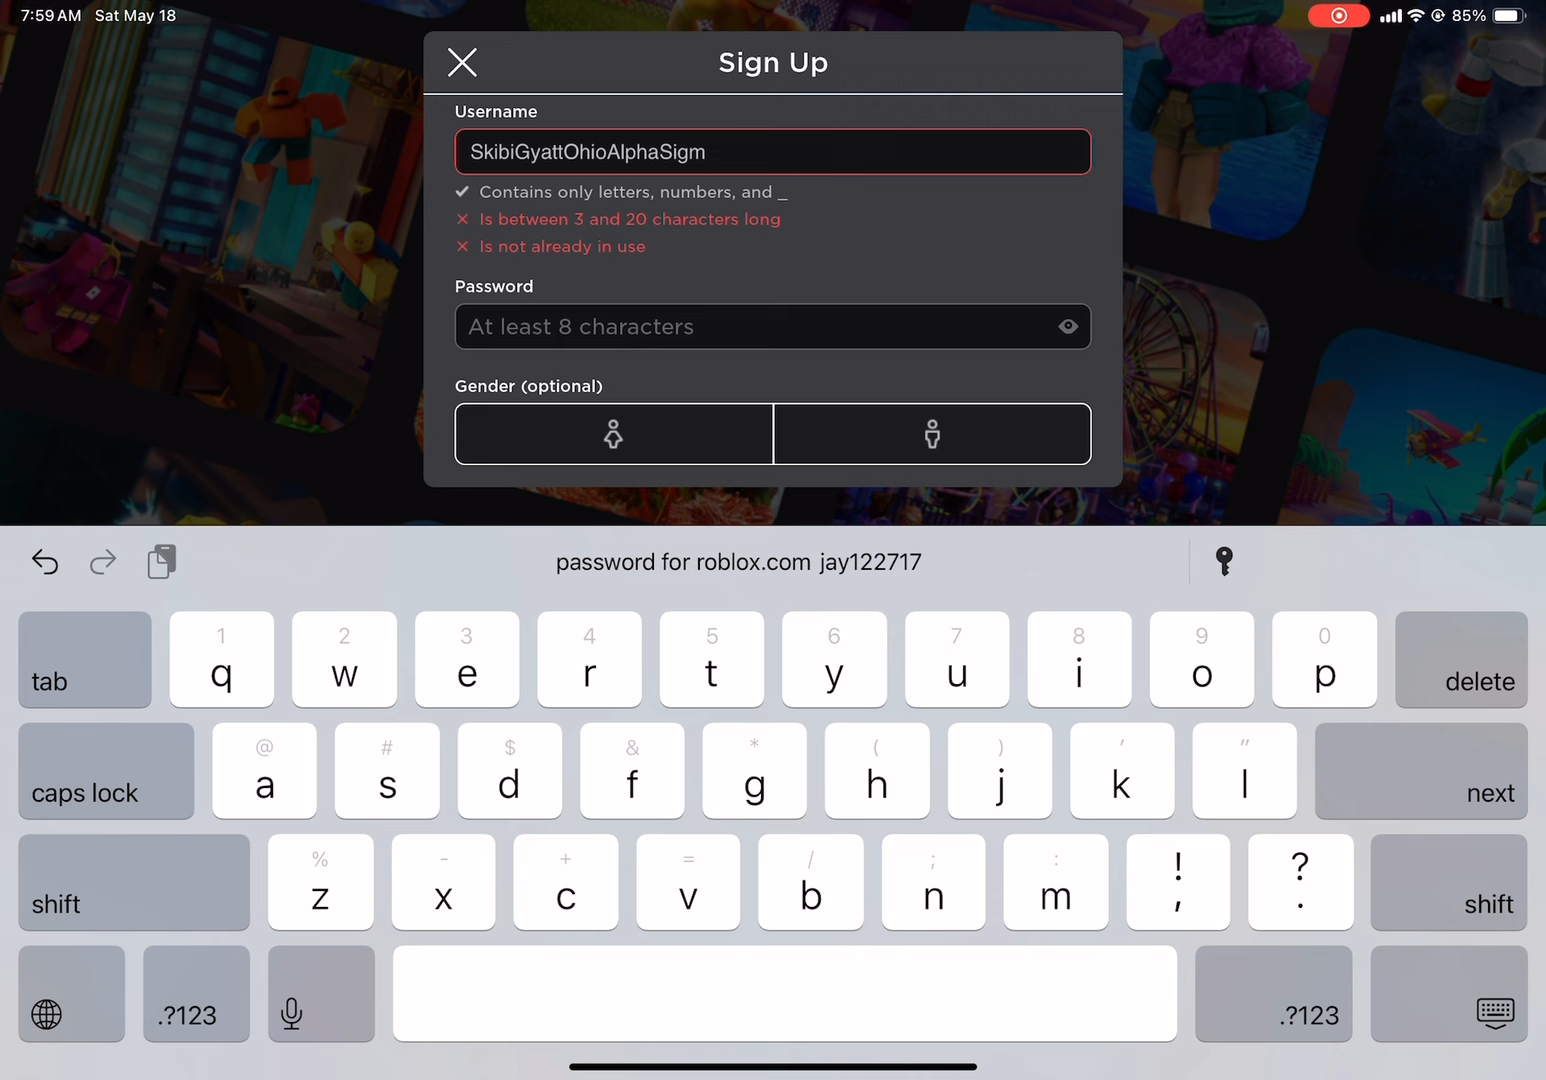 7:59 AM Sat May 18 85%
Sign Up
Username
SkibiGyattOhioAlphaSigm
Contains only letters, numbers, and _
Is between 3 and 20 characters long
Is not already in use
Password
At least 8 characters
Gender (optional)
password for roblox.com jay122717
1 2 3 4 5 6 7 8 9 0
tab q w e r t y u i o p delete
@ # $ & * ( ) ' "
caps lock a s d f g h j k l next
% - + = / ; : ! ?
shift z x c v b n m , . shift
.?123 .?123